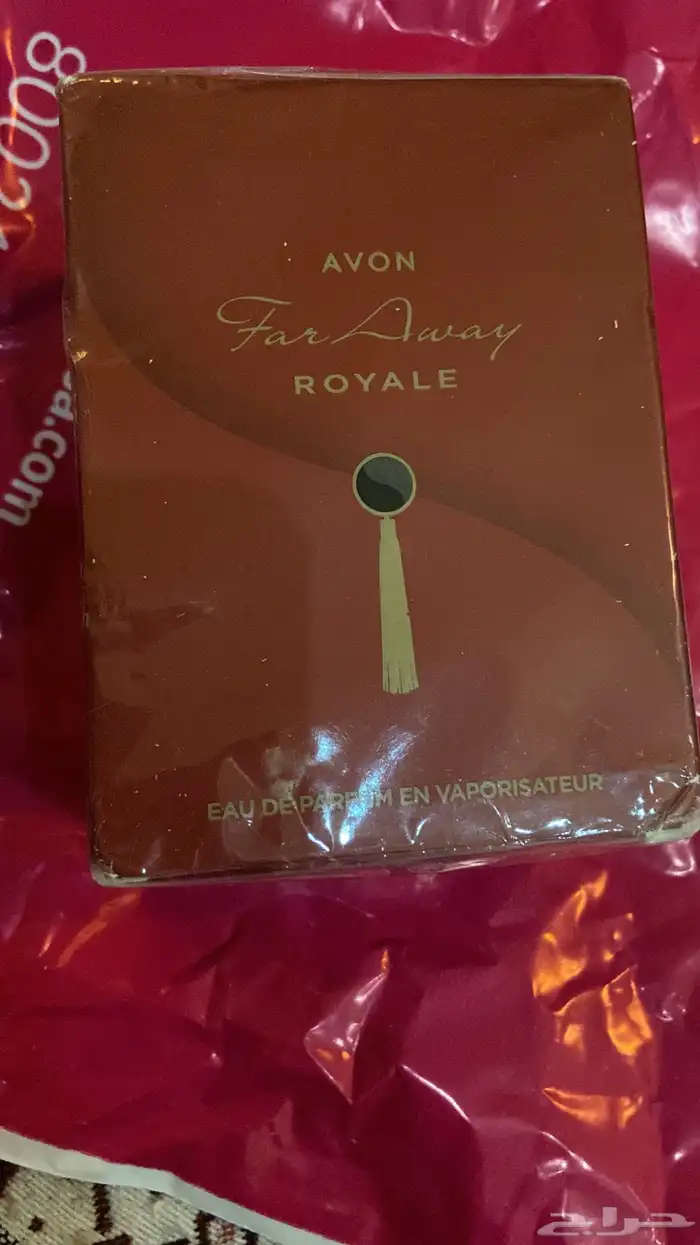 AVON
Far Away
ROYALE
EAU DE PARFUM EN VAPORISATEUR
حراج